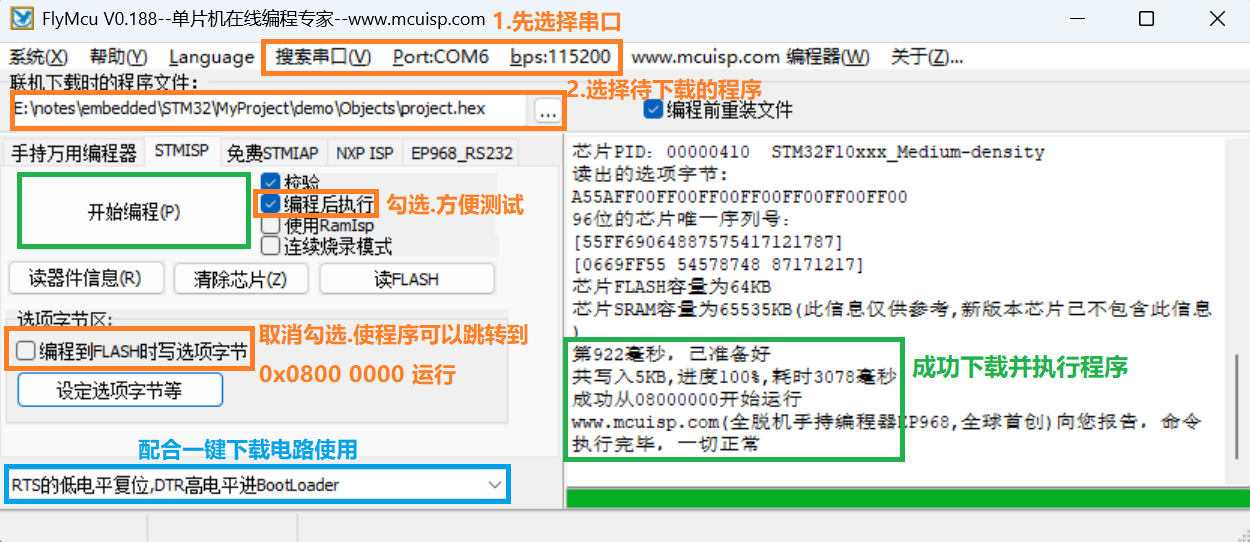 FlyMcu V0.188--单片机在线编程专家--www.mcuisp.com
1.先选择串口
系统(X) 帮助(Y) Language 搜索串口(V) Port:COM6 bps:115200 www.mcuisp.com 编程器(W) 关于(Z)...
联机下载时的程序文件:
2.选择待下载的程序
E:\notes\embedded\STM32\MyProject\demo\Objects\project.hex ...
编程前重装文件
手持万用编程器 STMISP 免费STMIAP NXP ISP EP968_RS232
开始编程(P)
校验
编程后执行
勾选.方便测试
使用RamIsp
连续烧录模式
读器件信息(R) 清除芯片(Z) 读FLASH
选项字节区:
编程到FLASH时写选项字节
取消勾选.使程序可以跳转到
0x0800 0000 运行
设定选项字节等
配合一键下载电路使用
RTS的低电平复位,DTR高电平进BootLoader
芯片PID: 00000410 STM32F10xxx_Medium-density
读出的选项字节:
A55AFF00FF00FF00FF00FF00FF00FF00
96位的芯片唯一序列号:
[55FF69064887575417121787]
[0669FF55 54578748 87171217]
芯片FLASH容量为64KB
芯片SRAM容量为65535KB(此信息仅供参考,新版本芯片已不包含此信息
)
第922毫秒, 已准备好
共写入5KB,进度100%,耗时3078毫秒
成功从08000000开始运行
www.mcuisp.com(全脱机手持编程器EP968,全球首创)向您报告, 命令
执行完毕, 一切正常
成功下载并执行程序